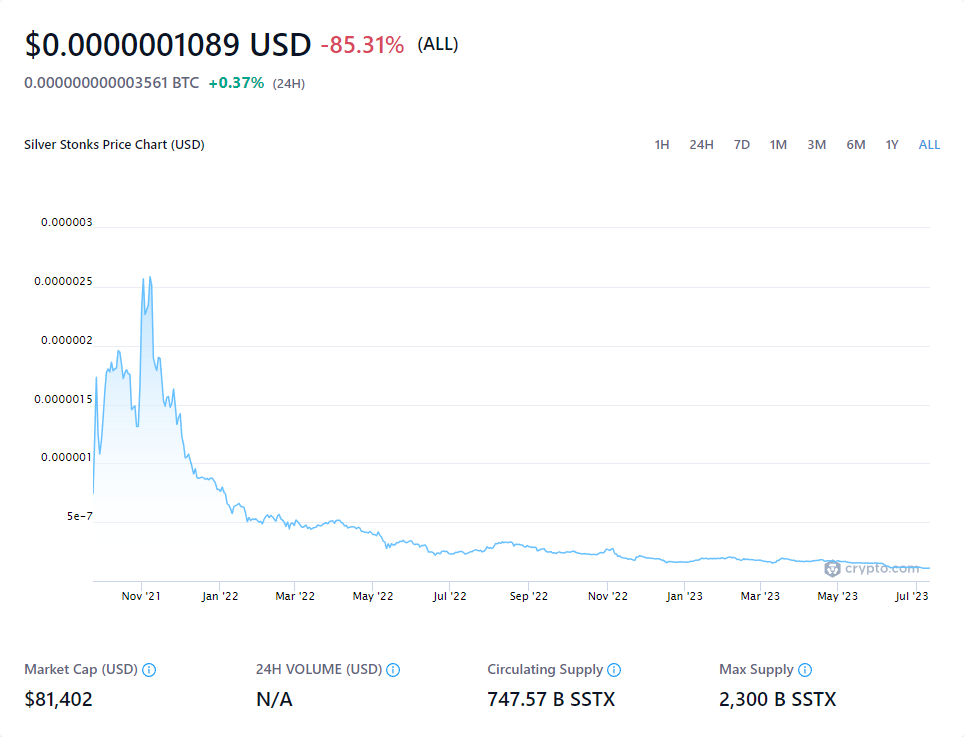 $0.0000001089 USD -85.31% (ALL)
0.000000000003561 BTC +0.37% (24H)
Silver Stonks Price Chart (USD) 1H 24H 7D 1M 3M 6M 1Y ALL
0.000003
0.0000025
0.000002
0.0000015
0.000001
5e-7
crypto.com
Nov '21 Jan '22 Mar '22 May '22 Jul '22 Sep '22 Nov '22 Jan '23 Mar '23 May '23 Jul '23
Market Cap (USD) 24H VOLUME (USD) Circulating Supply Max Supply
$81,402 N/A 747.57 B SSTX 2,300 B SSTX